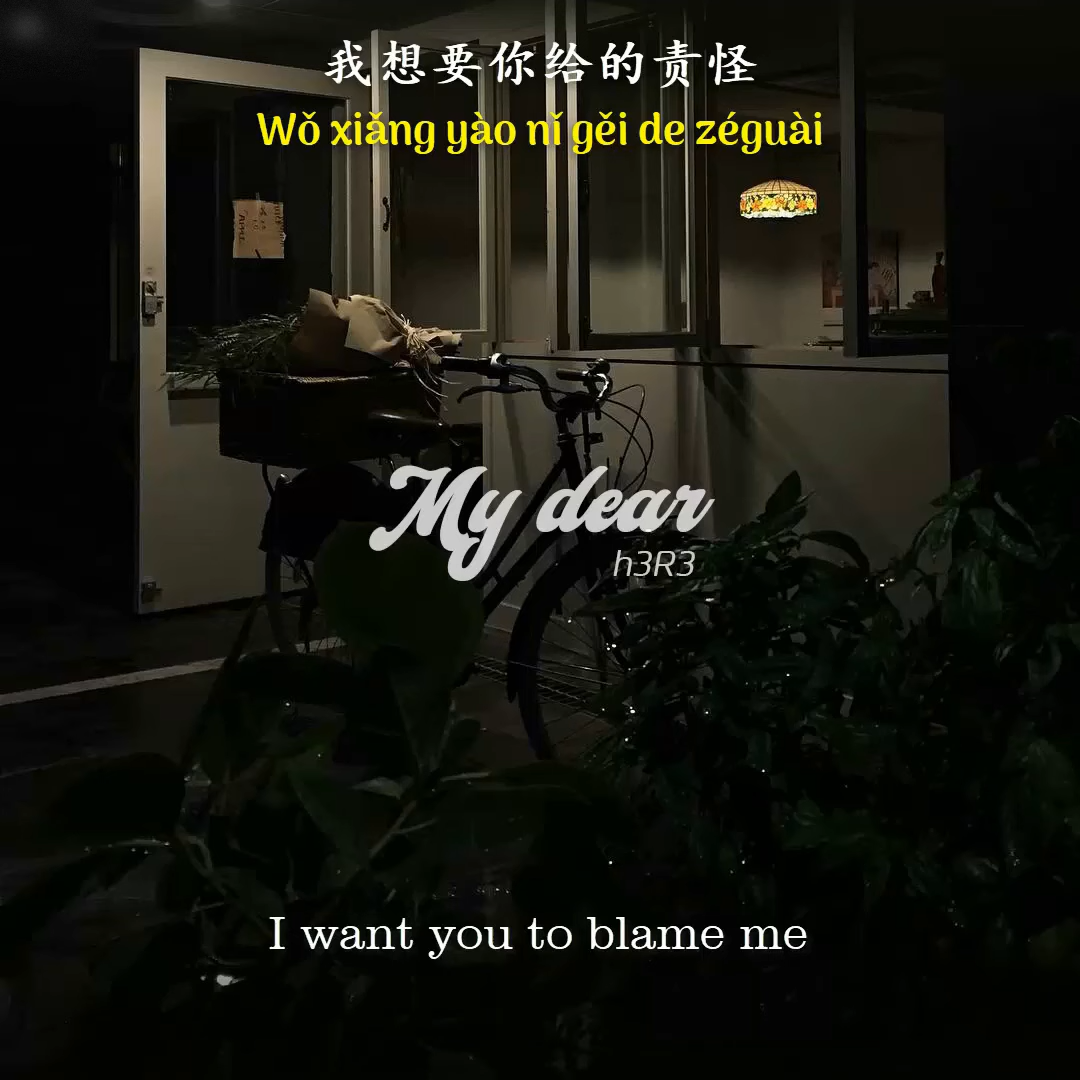 我想要你给的责怪
Wǒ xiǎng yào nǐ gěi de zéguài
My dear
h3R3
I want you to blame me